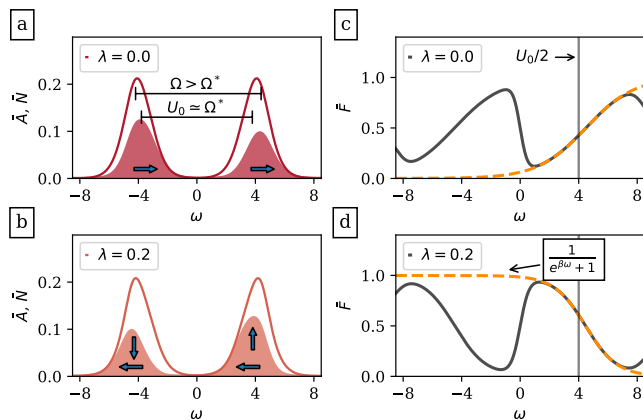 a
λ = 0.0
Ω > Ω*
U₀ ≃ Ω*
Ā, N̄
0.2
0.1
0.0
−8 −4 0 4 8
ω
c
λ = 0.0
U₀/2
F̄
1.0
0.5
0.0
−8 −4 0 4 8
ω
b
λ = 0.2
Ā, N̄
0.2
0.1
0.0
−8 −4 0 4 8
ω
d
λ = 0.2
1
e^{βω} + 1
F̄
1.0
0.5
0.0
−8 −4 0 4 8
ω